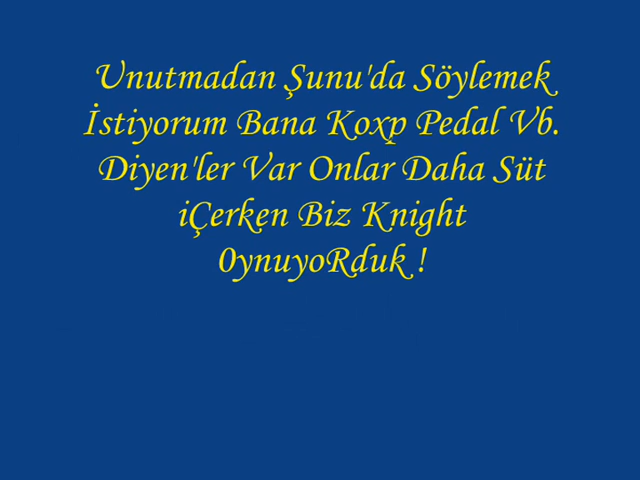 Unutmadan Şunu'da Söylemek
İstiyorum Bana Koxp Pedal Vb.
Diyen'ler Var Onlar Daha Süt
iÇerken Biz Knight
0ynuyoRduk !